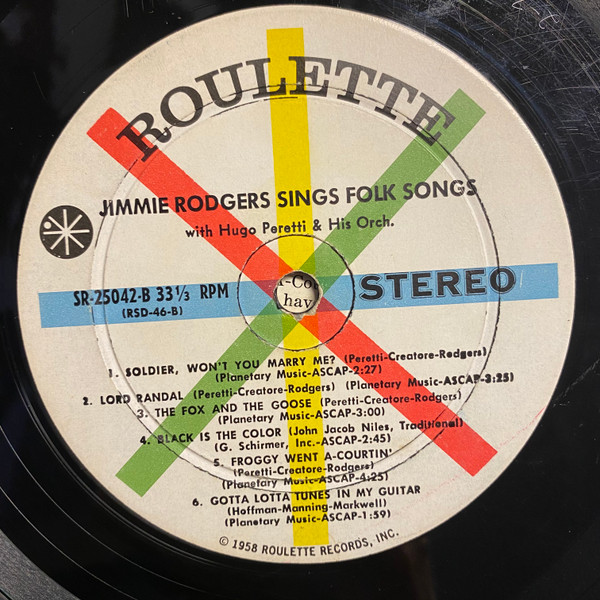 ROULETTE
JIMMIE RODGERS SINGS FOLK SONGS
with Hugo Peretti & His Orch.
SR-25042-B 33 1/3 RPM STEREO
(RSD-46-B)
hay
1. SOLDIER, WON'T YOU MARRY ME? (Peretti-Creatore-Rodgers)
(Planetary Music-ASCAP-2:27)
2. LORD RANDAL (Peretti-Creatore-Rodgers) (Planetary Music-ASCAP-3:25)
3. THE FOX AND THE GOOSE (Peretti-Creatore-Rodgers)
(Planetary Music-ASCAP-3:00)
4. BLACK IS THE COLOR (John Jacob Niles, Traditional)
(G. Schirmer, Inc.-ASCAP-2:45)
5. FROGGY WENT A-COURTIN'
(Peretti-Creatore-Rodgers)
(Planetary Music-ASCAP-4:25)
6. GOTTA LOTTA TUNES IN MY GUITAR
(Hoffman-Manning-Markwell)
(Planetary Music-ASCAP-1:59)
© 1958 ROULETTE RECORDS, INC.